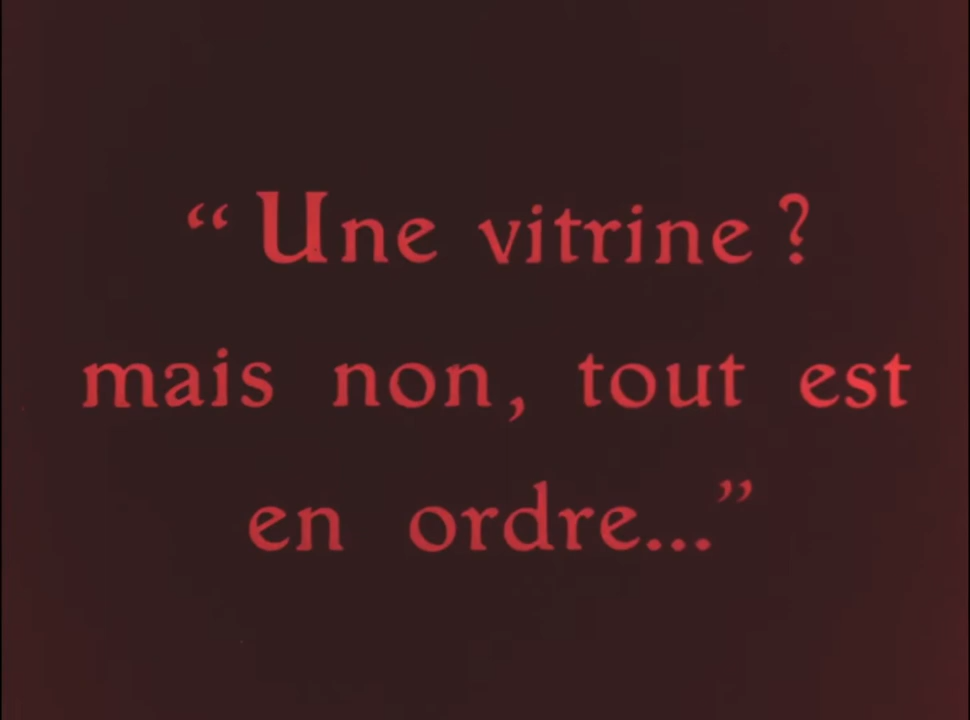 “ Une vitrine ?
mais non, tout est
en ordre...”